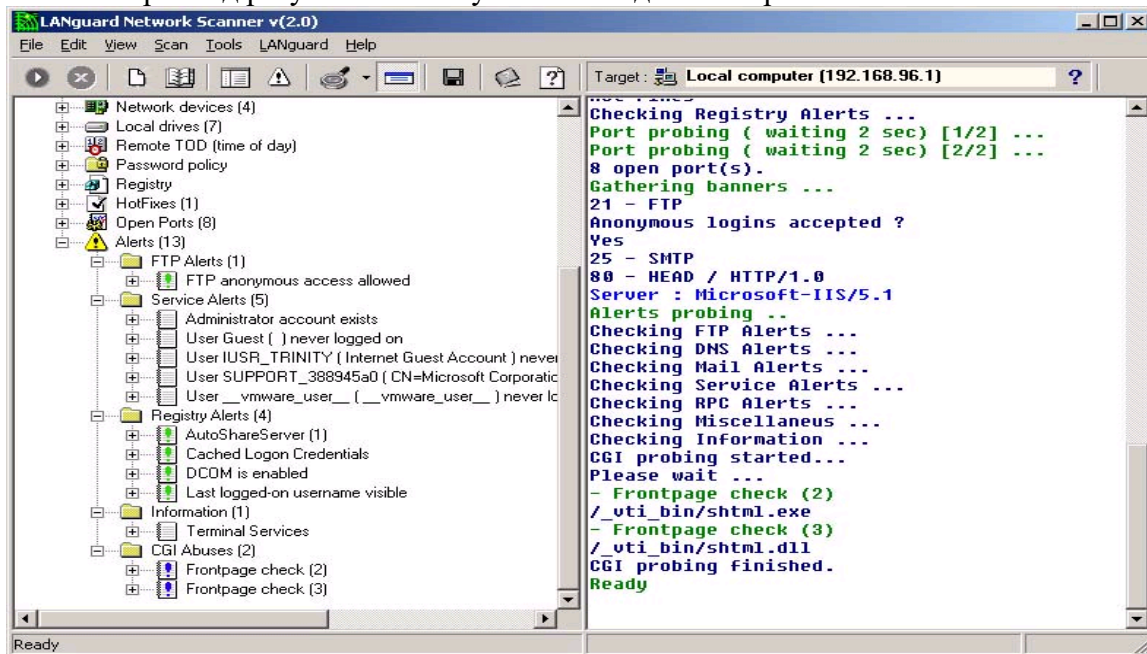 LANguard Network Scanner v(2.0)
File Edit View Scan Tools LANguard Help
Target : Local computer (192.168.96.1) ?
Network devices (4)
Local drives (7)
Remote TOD (time of day)
Password policy
Registry
HotFixes (1)
Open Ports (8)
Alerts (13)
FTP Alerts (1)
FTP anonymous access allowed
Service Alerts (5)
Administrator account exists
User Guest ( ) never logged on
User IUSR_TRINITY ( Internet Guest Account ) never
User SUPPORT_388945a0 ( CN=Microsoft Corporatic
User __vmware_user__ ( __vmware_user__ ) never lo
Registry Alerts (4)
AutoShareServer (1)
Cached Logon Credentials
DCOM is enabled
Last logged-on username visible
Information (1)
Terminal Services
CGI Abuses (2)
Frontpage check (2)
Frontpage check (3)
Checking Registry Alerts ...
Port probing ( waiting 2 sec) [1/2] ...
Port probing ( waiting 2 sec) [2/2] ...
8 open port(s).
Gathering banners ...
21 - FTP
Anonymous logins accepted ?
Yes
25 - SMTP
80 - HEAD / HTTP/1.0
Server : Microsoft-IIS/5.1
Alerts probing ..
Checking FTP Alerts ...
Checking DNS Alerts ...
Checking Mail Alerts ...
Checking Service Alerts ...
Checking RPC Alerts ...
Checking Miscellaneus ...
Checking Information ...
CGI probing started...
Please wait ...
- Frontpage check (2)
/_vti_bin/shtml.exe
- Frontpage check (3)
/_vti_bin/shtml.dll
CGI probing finished.
Ready
Ready